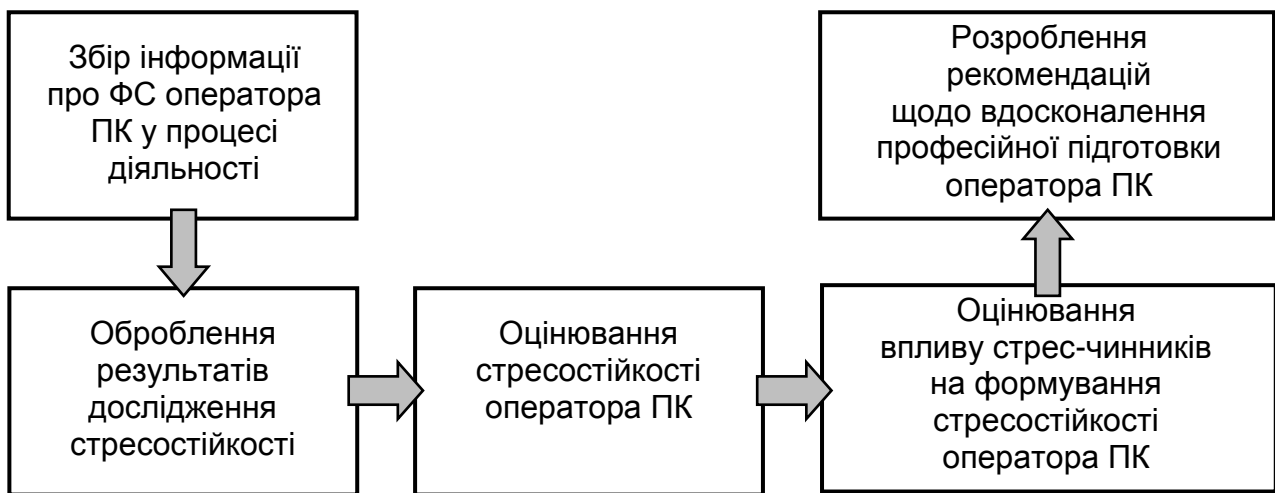 Збір інформації
про ФС оператора
ПК у процесі
діяльності
Оброблення
результатів
дослідження
стресостійкості
Оцінювання
стресостійкості
оператора ПК
Оцінювання
впливу стрес-чинників
на формування
стресостійкості
оператора ПК
Розроблення
рекомендацій
щодо вдосконалення
професійної підготовки
оператора ПК